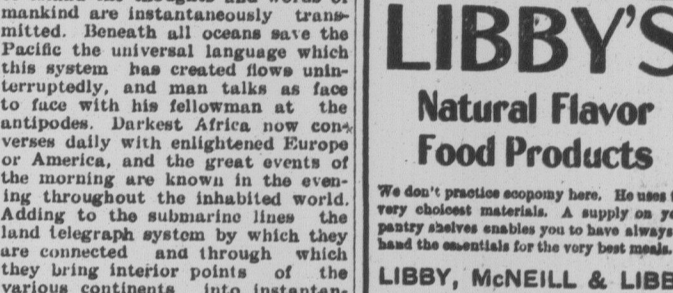 mankind are instantaneously trans-
mitted. Beneath all oceans save the
Pacific the universal language which
this system has created flows unin-
terruptedly, and man talks as face
to face with his fellowman at the
antipodes. Darkest Africa now con-
verses daily with enlightened Europe
or America, and the great events of
the morning are known in the even-
ing throughout the inhabited world.
Adding to the submarine lines the
land telegraph system by which they
are connected and through which
they bring interior points of the
various continents into instantan-
LIBBY'S
Natural Flavor
Food Products
We don't practice economy here. He uses
very choicest materials. A supply on
pantry shelves enables you to have always
hand the essentials for the very best meals.
LIBBY, McNEILL & LIBB